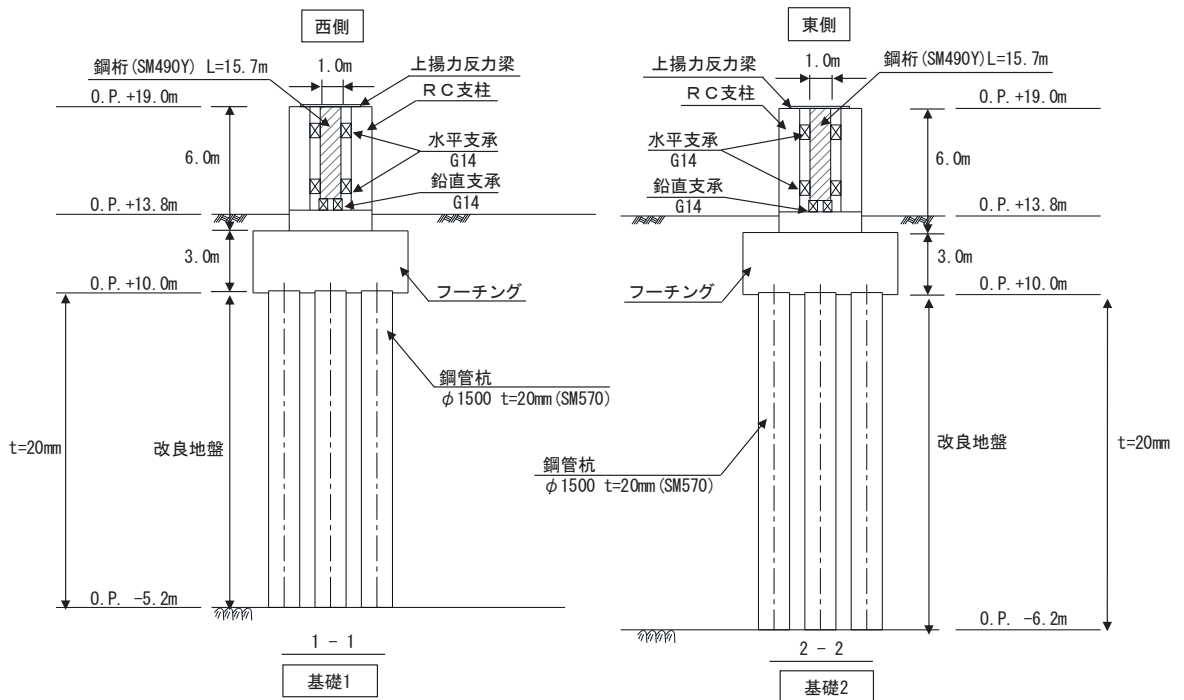 西側
鋼桁(SM490Y) L=15.7m
1.0m
上揚力反力梁
RC支柱
O.P.+19.0m
6.0m
水平支承
G14
鉛直支承
G14
O.P.+13.8m
3.0m
O.P.+10.0m
フーチング
鋼管杭
φ1500 t=20mm(SM570)
t=20mm
改良地盤
O.P. -5.2m
1 - 1
基礎1
東側
上揚力反力梁
1.0m
鋼桁(SM490Y)L=15.7m
RC支柱
O.P.+19.0m
水平支承
G14
6.0m
鉛直支承
G14
O.P.+13.8m
3.0m
フーチング
O.P.+10.0m
改良地盤
t=20mm
鋼管杭
φ1500 t=20mm(SM570)
O.P. -6.2m
2 - 2
基礎2